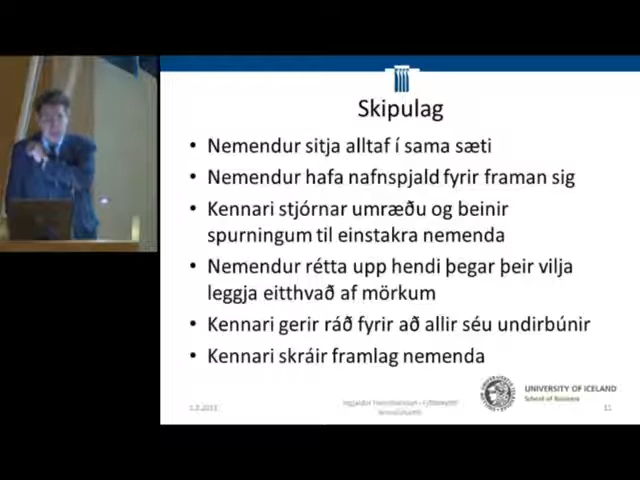 Skipulag
• Nemendur sitja alltaf í sama sæti
• Nemendur hafa nafnspjald fyrir framan sig
• Kennari stjórnar umræðu og beinir
spurningum til einstakra nemenda
• Nemendur rétta upp hendi þegar þeir vilja
leggja eitthvað af mörkum
• Kennari gerir ráð fyrir að allir séu undirbúnir
• Kennari skráir framlag nemenda
UNIVERSITY OF ICELAND
School of Business
11